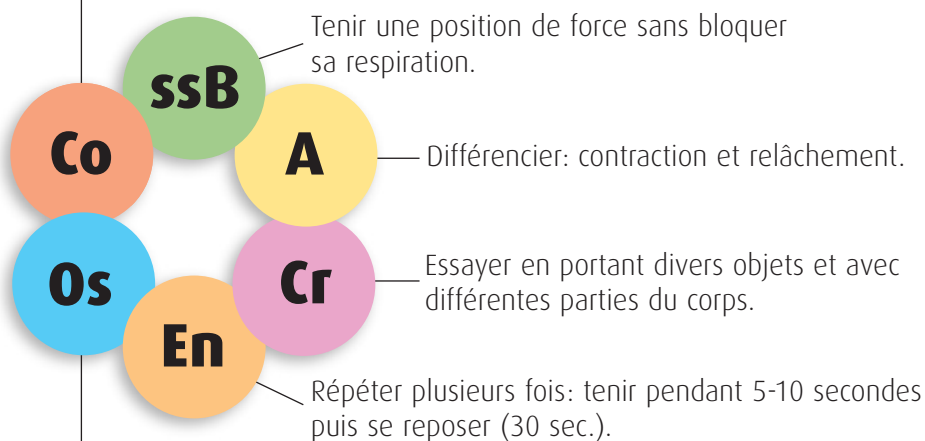 Tenir une position de force sans bloquer
sa respiration.
ssB
Co
A
Différencier: contraction et relâchement.
Os
Cr
Essayer en portant divers objets et avec
différentes parties du corps.
En
Répéter plusieurs fois: tenir pendant 5-10 secondes
puis se reposer (30 sec.).